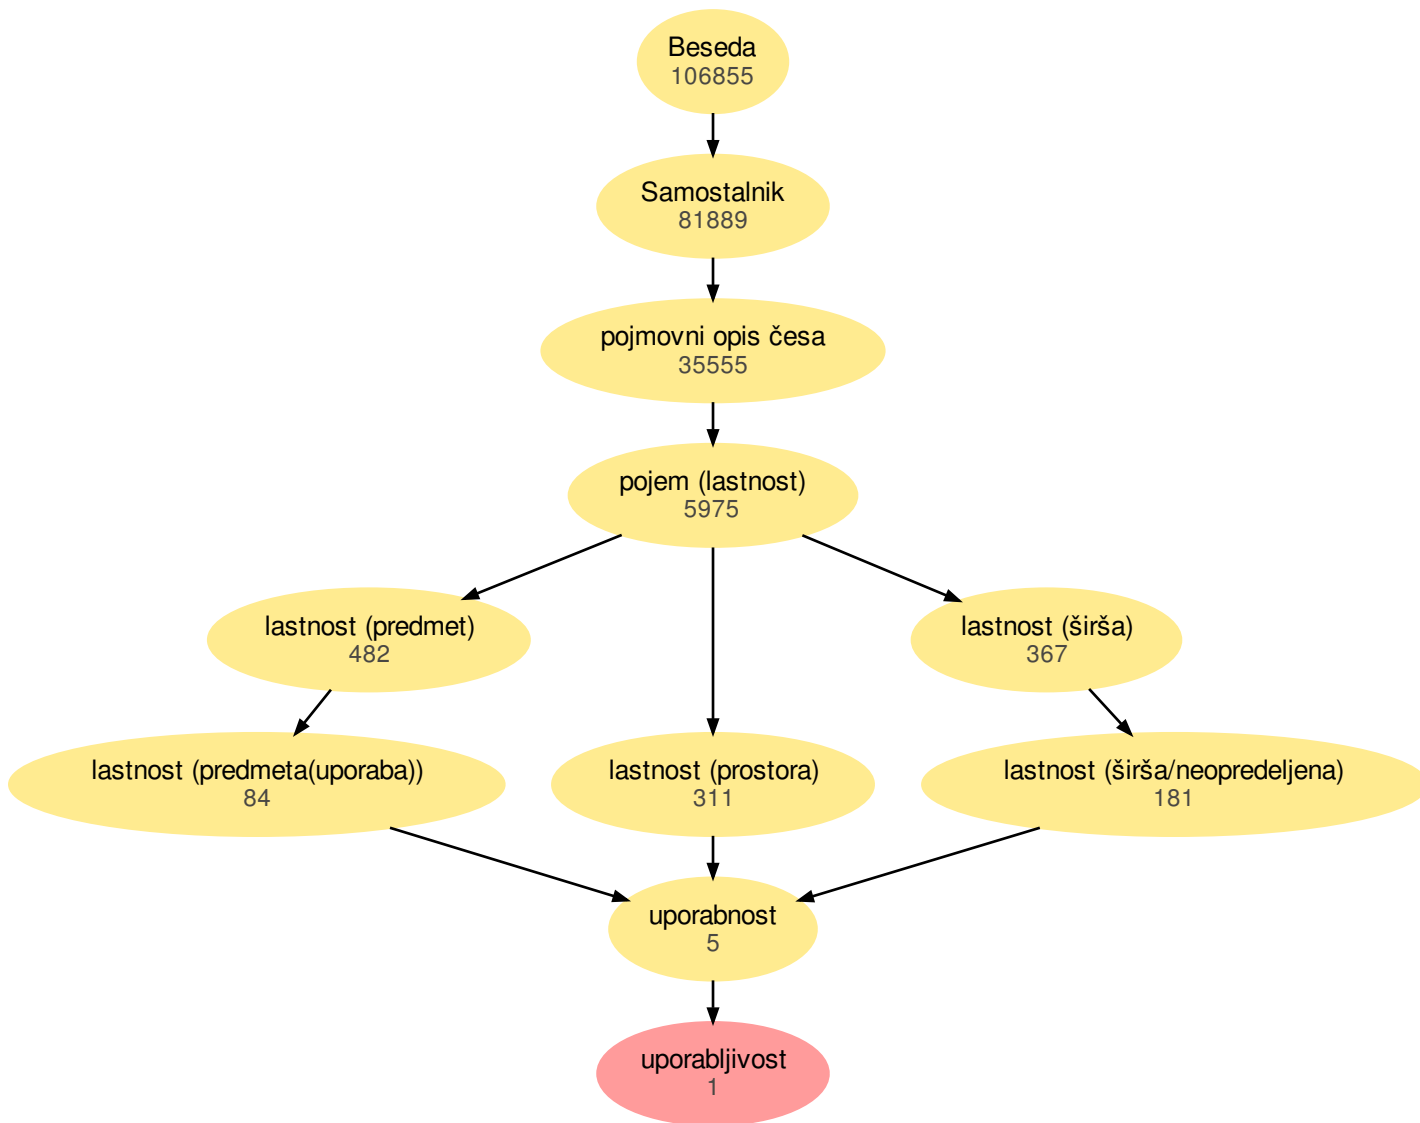 Beseda
106855
Samostalnik
81889
pojmovni opis česa
35555
pojem (lastnost)
5975
lastnost (predmet)
482
lastnost (širša)
367
lastnost (predmeta(uporaba))
84
lastnost (prostora)
311
lastnost (širša/neopredeljena)
181
uporabnost
5
uporabljivost
1